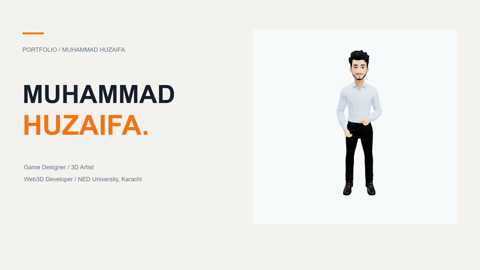 PORTFOLIO / MUHAMMAD HUZAIFA
MUHAMMAD
HUZAIFA.
Game Designer / 3D Artist
Web3D Developer / NED University, Karachi